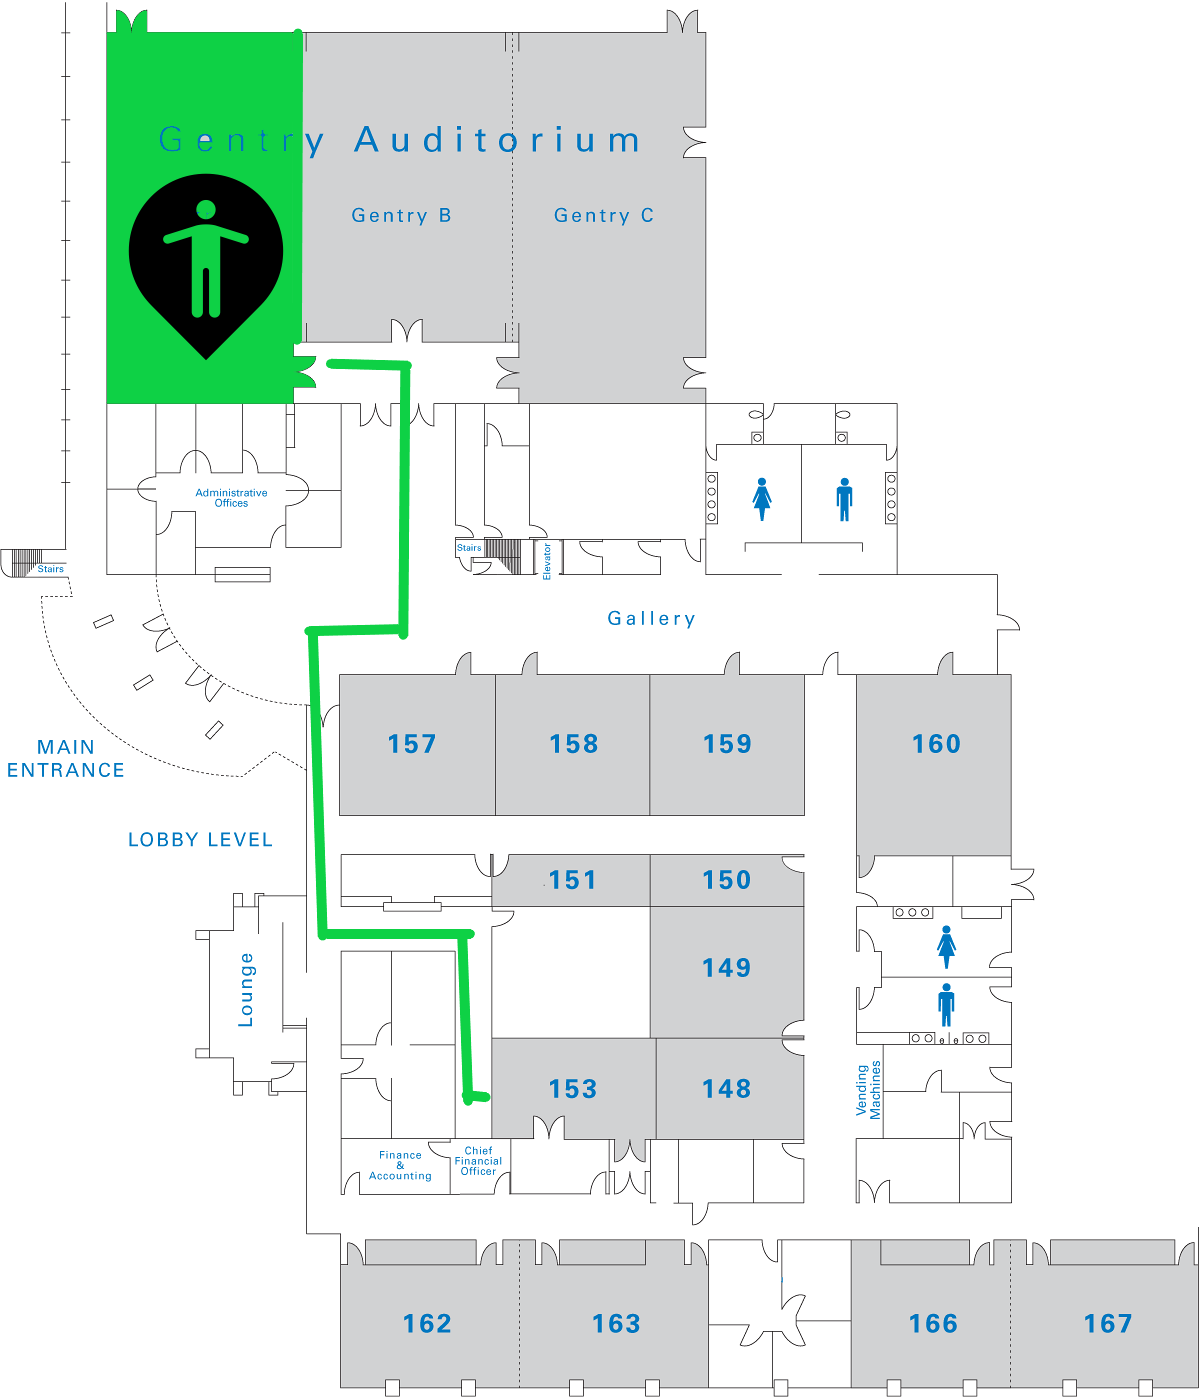 Gentry Auditorium
Gentry B
Gentry C
Administrative
Offices
Stairs
Elevator
Stairs
Gallery
157
158
159
160
MAIN
ENTRANCE
LOBBY LEVEL
151
150
Lounge
149
153
148
Vending
Machines
Finance
&
Accounting
Chief
Financial
Officer
162
163
166
167